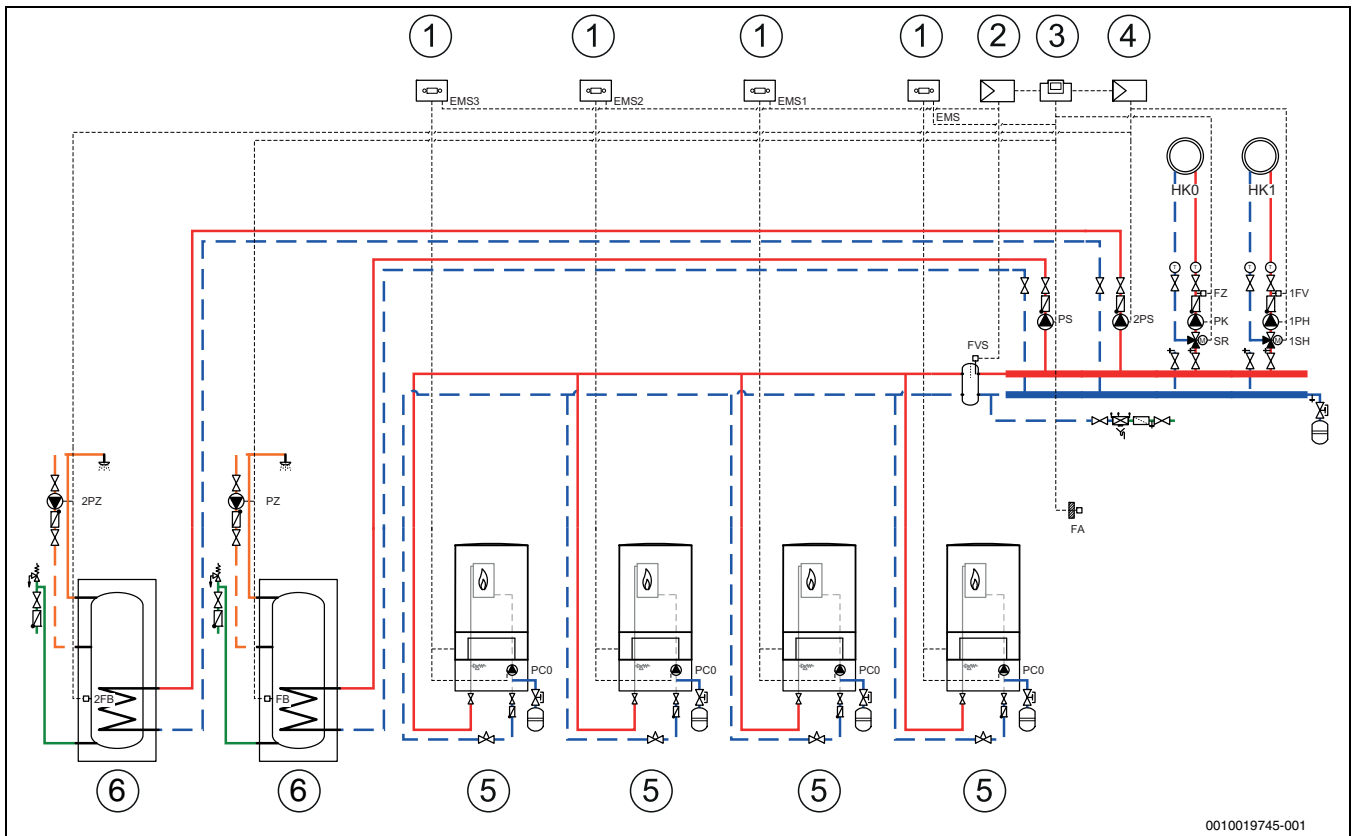 1 1 1 1 2 3 4
EMS3 EMS2 EMS1 EMS
HK0 HK1
T T T T
FZ 1FV
PS 2PS PK 1PH
M SR M 1SH
FVS
2PZ PZ
FA
PC0 PC0 PC0 PC0
2FB FB
6 6 5 5 5 5
0010019745-001